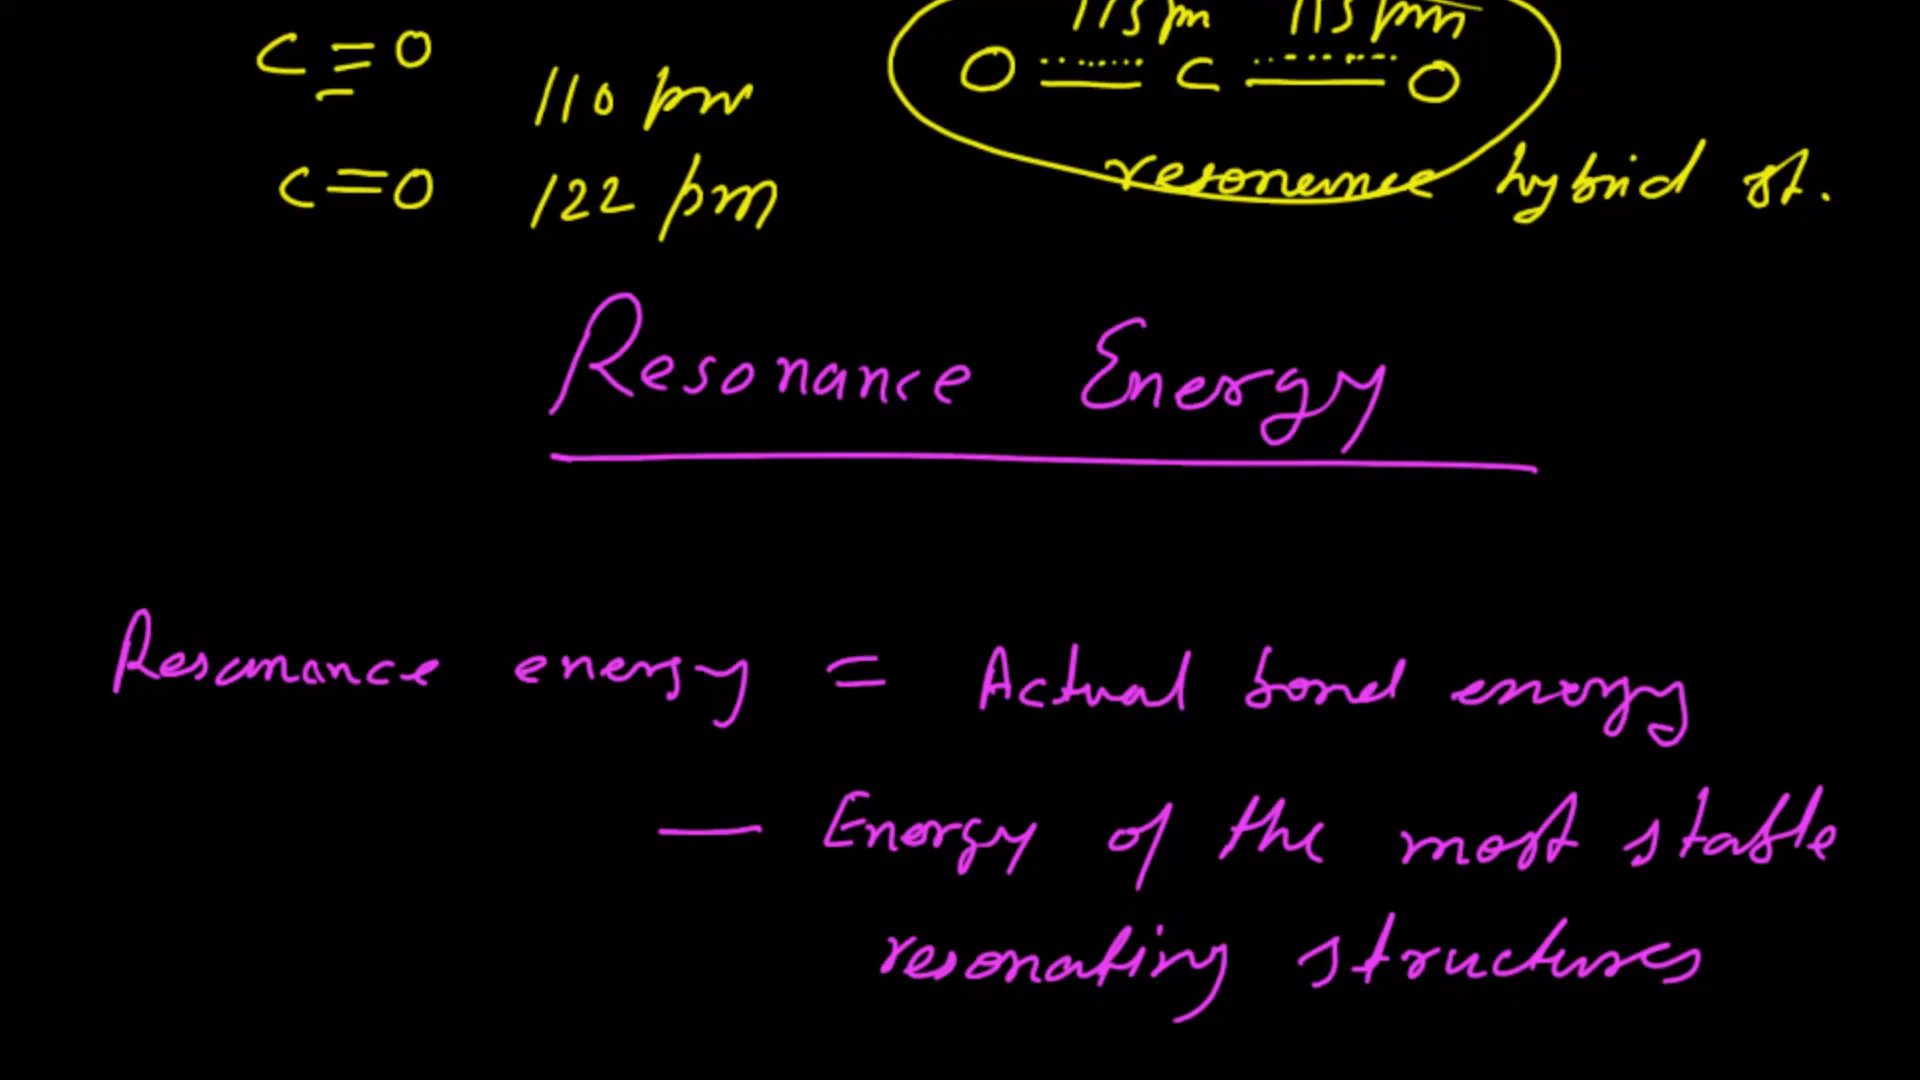 115 pm 115 pm
C≡O 110 pm O C O
C=O 122 pm resonance hybrid st.
Resonance Energy
Resonance energy = Actual bond energy
— Energy of the most stable
resonating structures